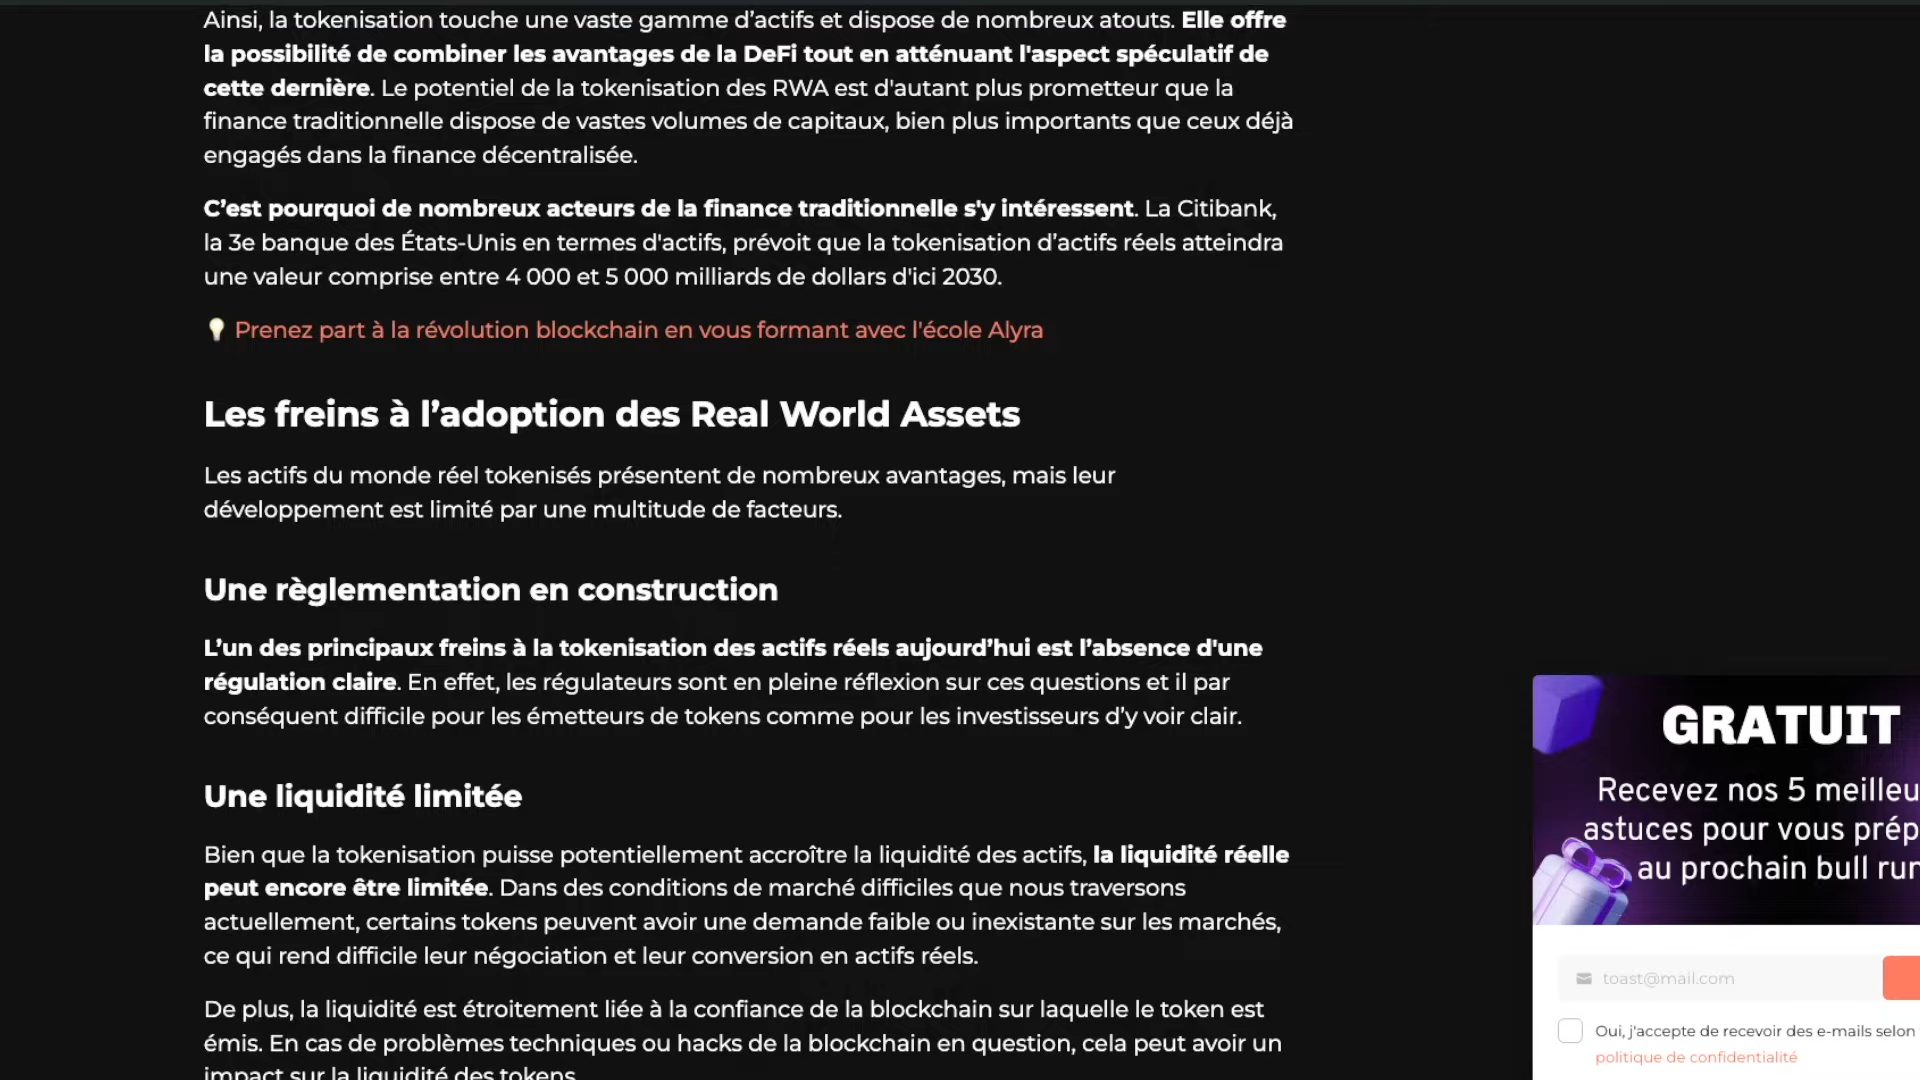 Ainsi, la tokenisation touche une vaste gamme d’actifs et dispose de nombreux atouts. Elle offre
la possibilité de combiner les avantages de la DeFi tout en atténuant l'aspect spéculatif de
cette dernière. Le potentiel de la tokenisation des RWA est d'autant plus prometteur que la
finance traditionnelle dispose de vastes volumes de capitaux, bien plus importants que ceux déjà
engagés dans la finance décentralisée.
C’est pourquoi de nombreux acteurs de la finance traditionnelle s'y intéressent. La Citibank,
la 3e banque des États-Unis en termes d'actifs, prévoit que la tokenisation d’actifs réels atteindra
une valeur comprise entre 4 000 et 5 000 milliards de dollars d'ici 2030.
Prenez part à la révolution blockchain en vous formant avec l'école Alyra
Les freins à l’adoption des Real World Assets
Les actifs du monde réel tokenisés présentent de nombreux avantages, mais leur
développement est limité par une multitude de facteurs.
Une règlementation en construction
L’un des principaux freins à la tokenisation des actifs réels aujourd’hui est l’absence d'une
régulation claire. En effet, les régulateurs sont en pleine réflexion sur ces questions et il par
conséquent difficile pour les émetteurs de tokens comme pour les investisseurs d’y voir clair.
Une liquidité limitée
Bien que la tokenisation puisse potentiellement accroître la liquidité des actifs, la liquidité réelle
peut encore être limitée. Dans des conditions de marché difficiles que nous traversons
actuellement, certains tokens peuvent avoir une demande faible ou inexistante sur les marchés,
ce qui rend difficile leur négociation et leur conversion en actifs réels.
De plus, la liquidité est étroitement liée à la confiance de la blockchain sur laquelle le token est
émis. En cas de problèmes techniques ou hacks de la blockchain en question, cela peut avoir un
impact sur la liquidité des tokens.
GRATUIT
Recevez nos 5 meilleu
astuces pour vous prép
au prochain bull run
toast@mail.com
Oui, j'accepte de recevoir des e-mails selon
politique de confidentialité